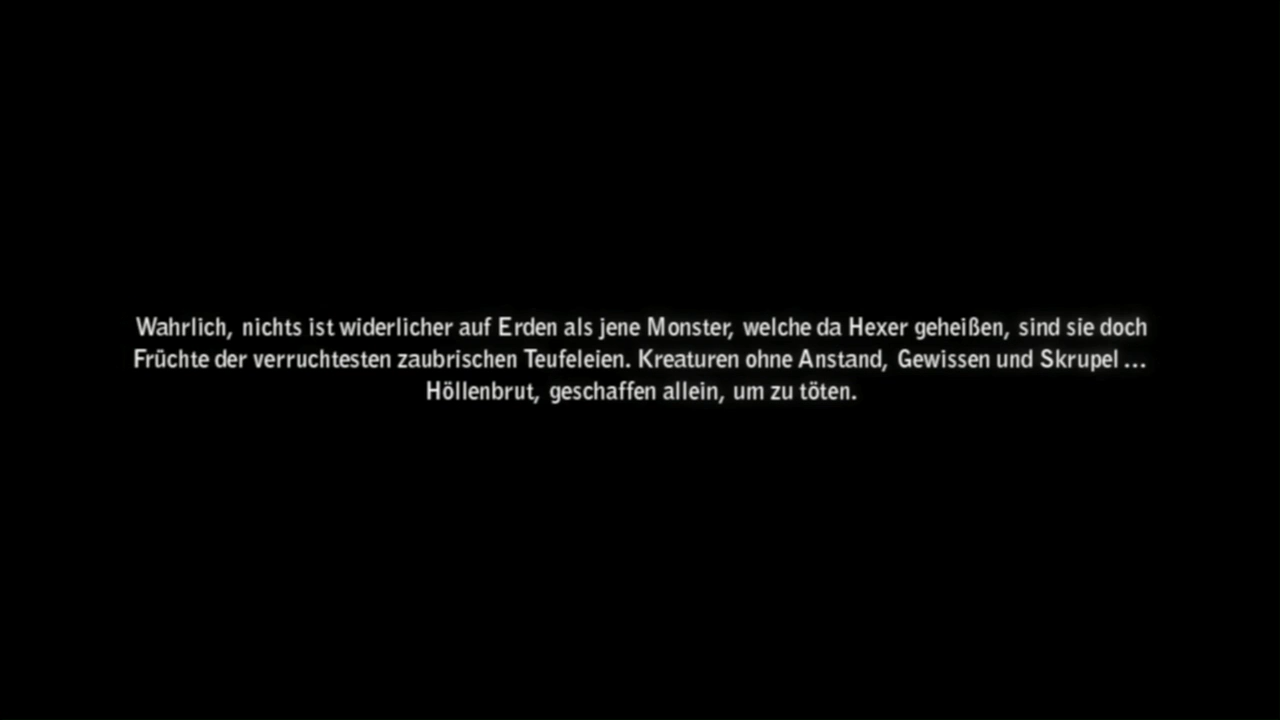 Wahrlich, nichts ist widerlicher auf Erden als jene Monster, welche da Hexer geheißen, sind sie doch
Früchte der verruchtesten zaubrischen Teufeleien. Kreaturen ohne Anstand, Gewissen und Skrupel ...
Höllenbrut, geschaffen allein, um zu töten.